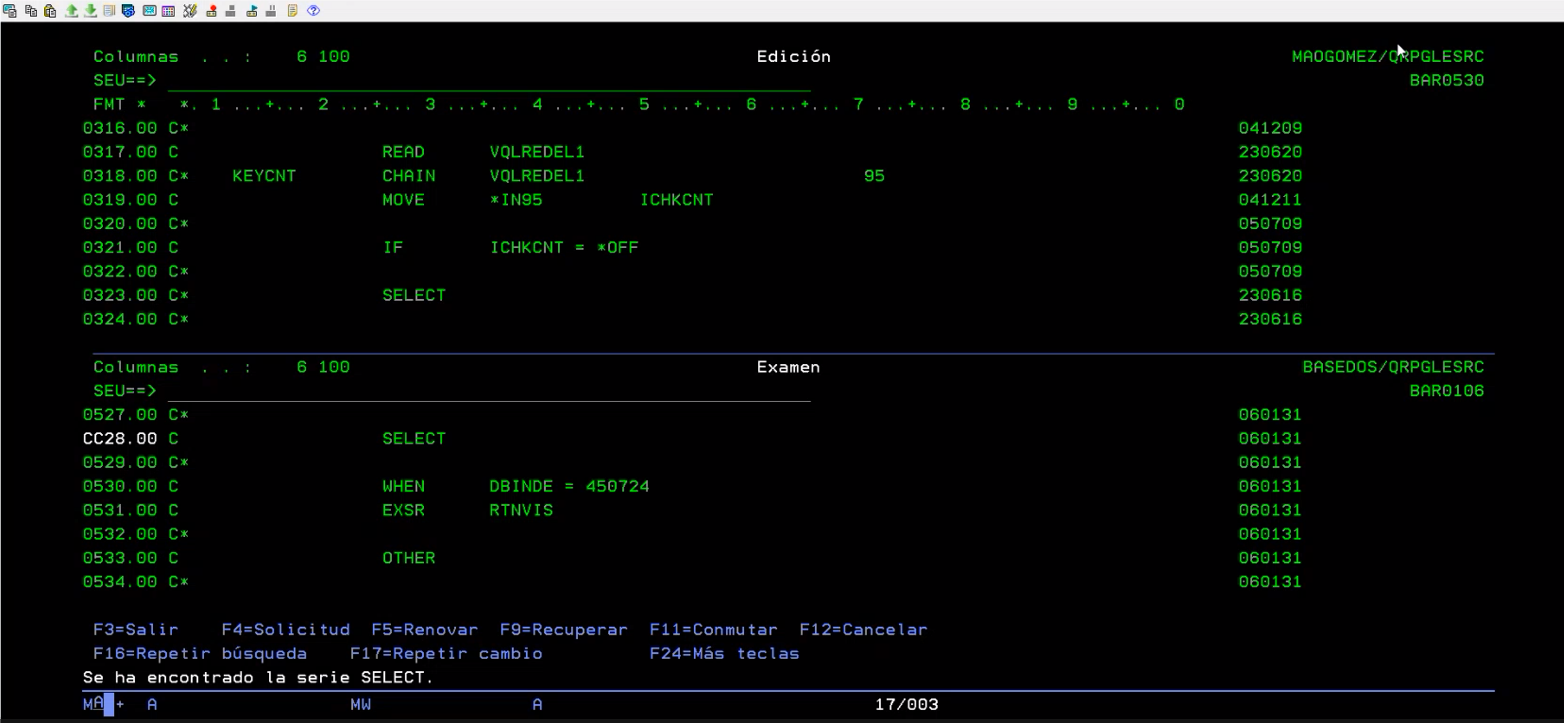 Columnas . . : 6 100 Edición MAOGOMEZ/QRPGLESRC
SEU==> BAR0530
FMT * *. 1 ...+... 2 ...+... 3 ...+... 4 ...+... 5 ...+... 6 ...+... 7 ...+... 8 ...+... 9 ...+... 0
0316.00 C* 041209
0317.00 C READ VQLREDEL1 230620
0318.00 C* KEYCNT CHAIN VQLREDEL1 95 230620
0319.00 C MOVE *IN95 ICHKCNT 041211
0320.00 C* 050709
0321.00 C IF ICHKCNT = *OFF 050709
0322.00 C* 050709
0323.00 C* SELECT 230616
0324.00 C* 230616
Columnas . . : 6 100 Examen BASEDOS/QRPGLESRC
SEU==> BAR0106
0527.00 C* 060131
CC28.00 C SELECT 060131
0529.00 C* 060131
0530.00 C WHEN DBINDE = 450724 060131
0531.00 C EXSR RTNVIS 060131
0532.00 C* 060131
0533.00 C OTHER 060131
0534.00 C* 060131
F3=Salir F4=Solicitud F5=Renovar F9=Recuperar F11=Conmutar F12=Cancelar
F16=Repetir búsqueda F17=Repetir cambio F24=Más teclas
Se ha encontrado la serie SELECT.
MA + A MW A 17/003